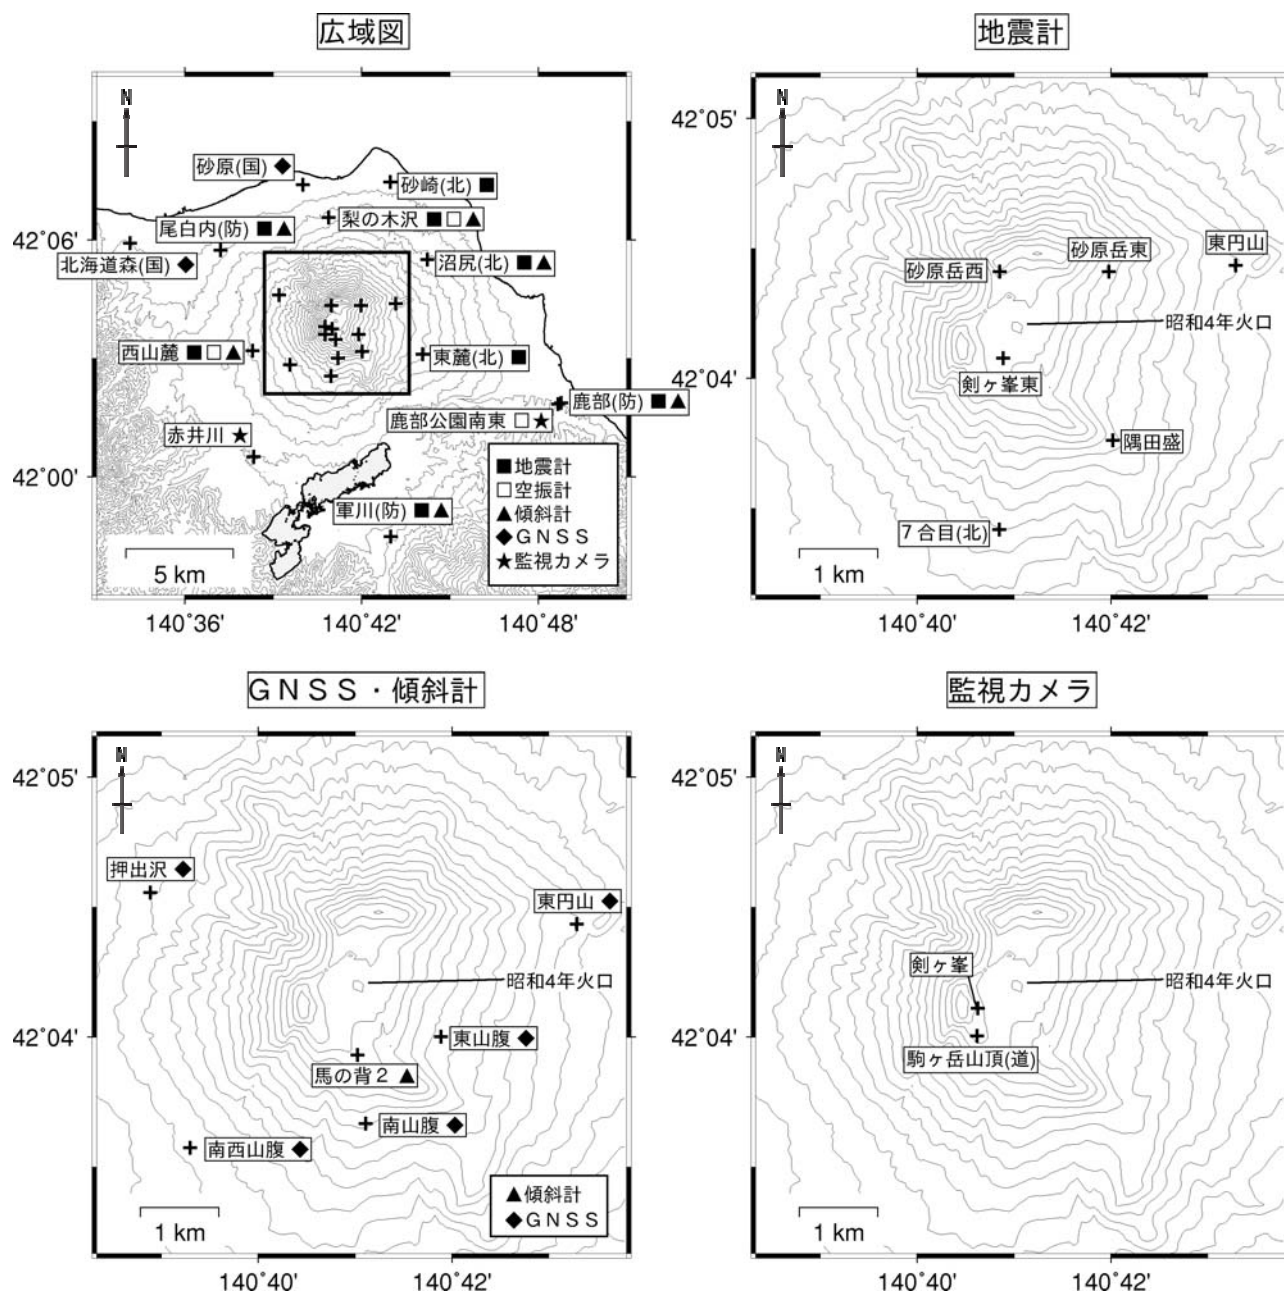 広域図
N
砂原(国) ◆
砂崎(北) ■
梨の木沢 ■ □ ▲
尾白内(防) ■ ▲
42˚06'
北海道森(国) ◆
沼尻(北) ■ ▲
西山麓 ■ □ ▲
東麓(北) ■
鹿部(防) ■ ▲
鹿部公園南東 □ ★
赤井川 ★
42˚00'
軍川(防) ■ ▲
■ 地震計
□ 空振計
▲ 傾斜計
◆ GNSS
★ 監視カメラ
5 km
140˚36'
140˚42'
140˚48'
地震計
N
42˚05'
東円山
砂原岳東
砂原岳西
昭和4年火口
42˚04'
剣ヶ峯東
隅田盛
7合目(北)
1 km
140˚40'
140˚42'
GNSS・傾斜計
N
42˚05'
押出沢 ◆
東円山 ◆
昭和4年火口
42˚04'
東山腹 ◆
馬の背2 ▲
南山腹 ◆
南西山腹 ◆
▲ 傾斜計
◆ GNSS
1 km
140˚40'
140˚42'
監視カメラ
N
42˚05'
剣ヶ峯
昭和4年火口
42˚04'
駒ヶ岳山頂(道)
1 km
140˚40'
140˚42'